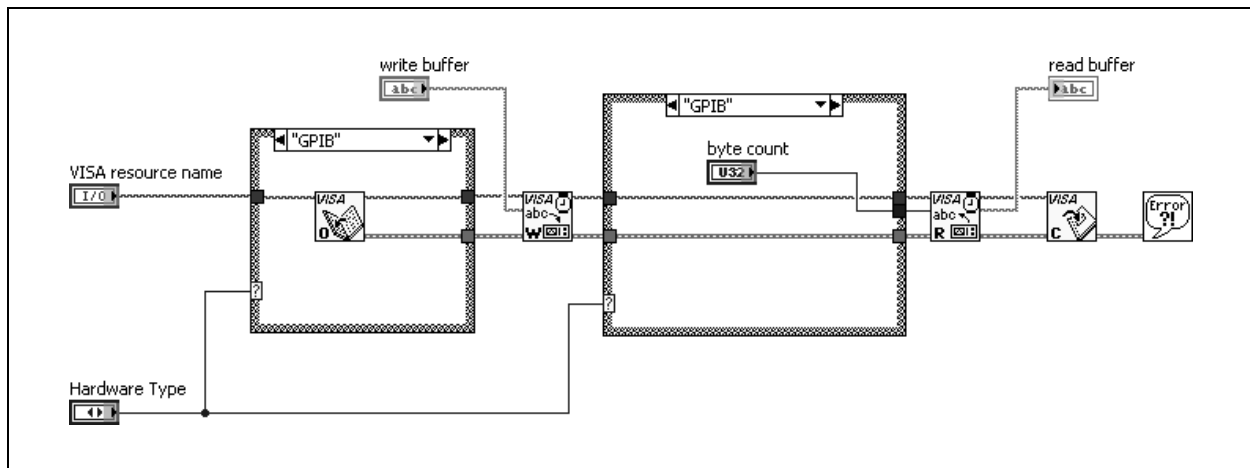 write buffer
abc
read buffer
abc
"GPIB"
"GPIB"
byte count
U32
VISA resource name
I/O
VISA
O
VISA
abc
W
VISA
abc
R
VISA
C
Error
?!
?
?
Hardware Type